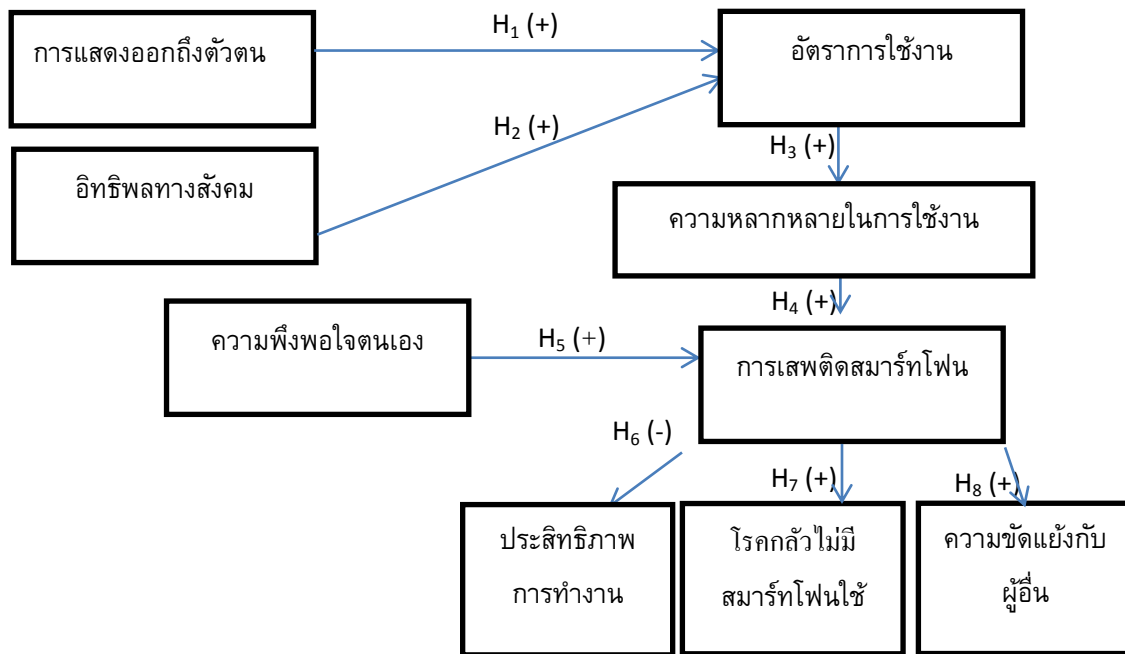 H₁ (+)
การแสดงออกถึงตัวตน
อัตราการใช้งาน
H₂ (+)
H₃ (+)
อิทธิพลทางสังคม
ความหลากหลายในการใช้งาน
H₄ (+)
ความพึงพอใจตนเอง
H₅ (+)
การเสพติดสมาร์ทโฟน
H₆ (-)
H₇ (+)
H₈ (+)
ประสิทธิภาพ
การทำงาน
โรคกลัวไม่มี
สมาร์ทโฟนใช้
ความขัดแย้งกับ
ผู้อื่น